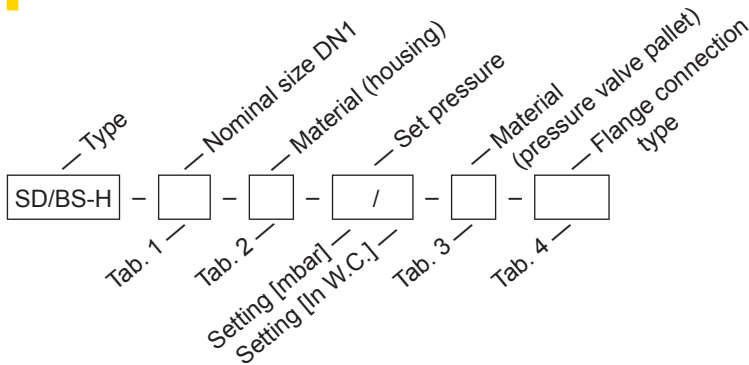 Type
Nominal size DN1
Material (housing)
Set pressure
Material
(pressure valve pallet)
Flange connection
type
SD/BS-H – – – / – –
Tab. 1
Tab. 2
Setting [mbar]
Setting [In W.C.]
Tab. 3
Tab. 4